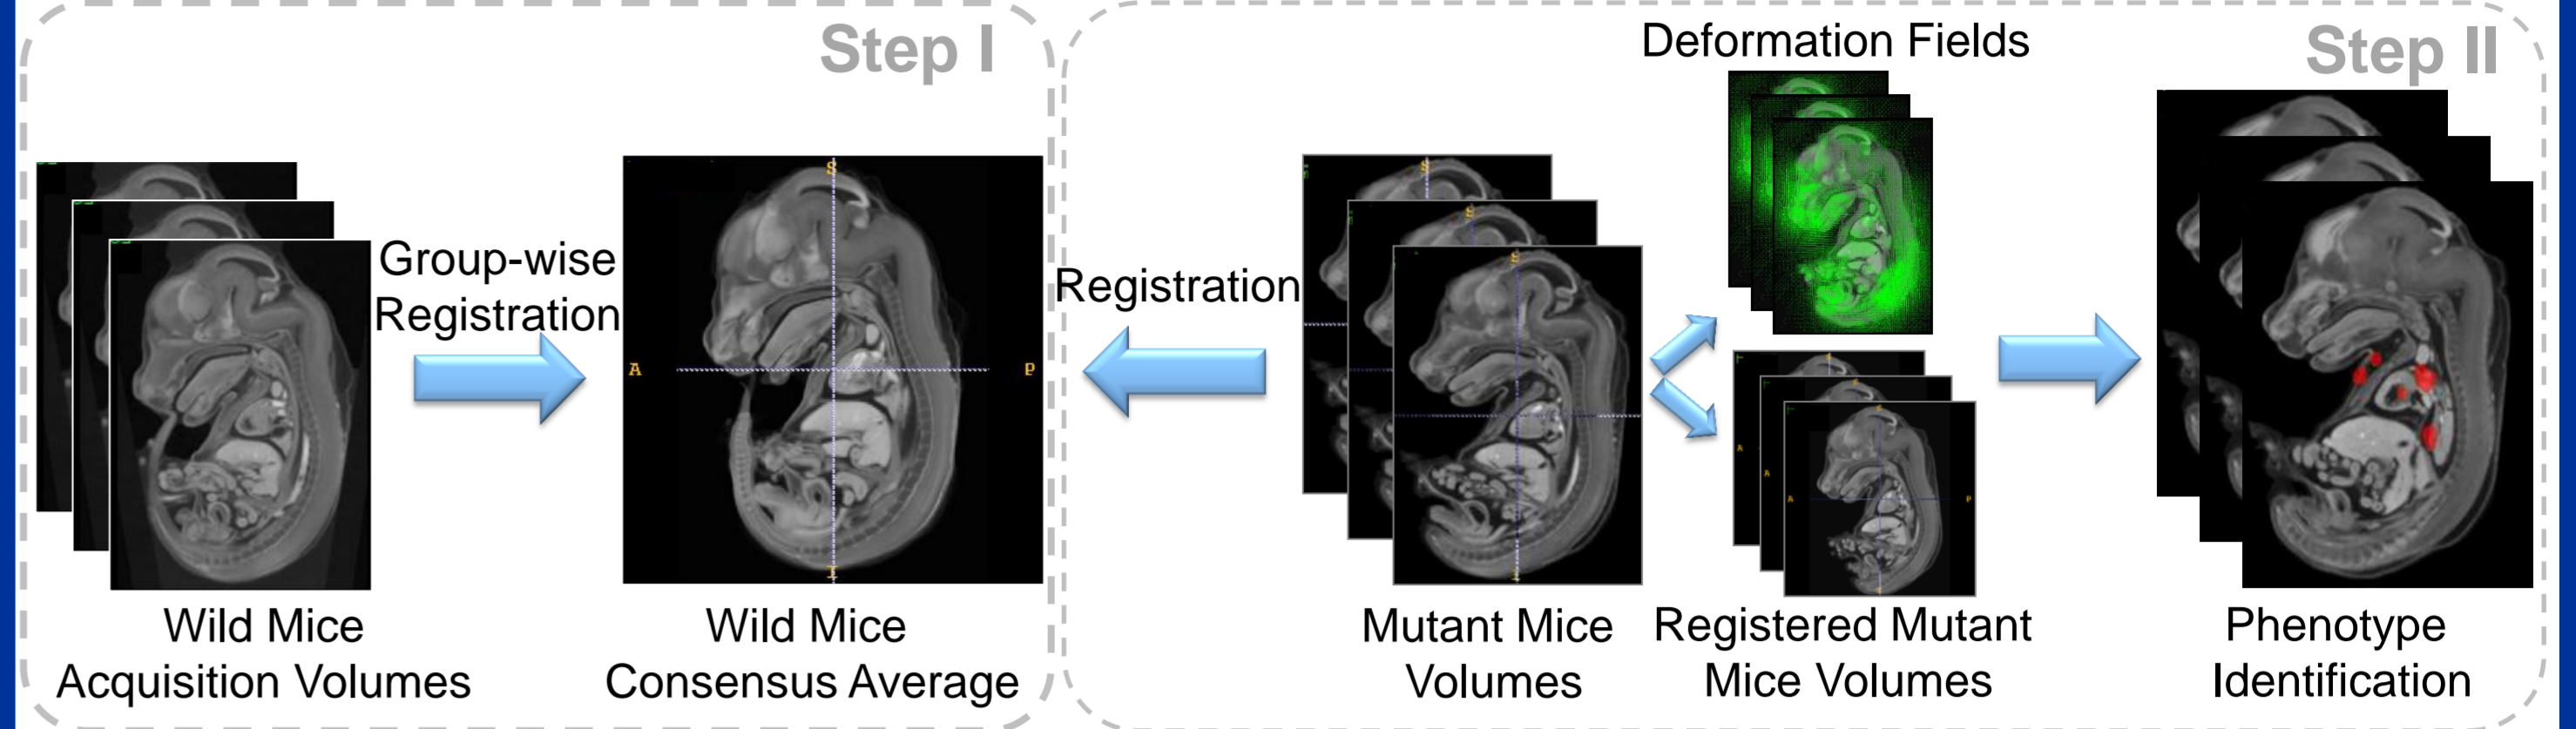 Step I
Group-wise
Registration
S
A
P
I
Wild Mice
Acquisition Volumes
Wild Mice
Consensus Average
Step II
Deformation Fields
Registration
S
S
S
A
A
A
P
Mutant Mice
Volumes
Registered Mutant
Mice Volumes
Phenotype
Identification